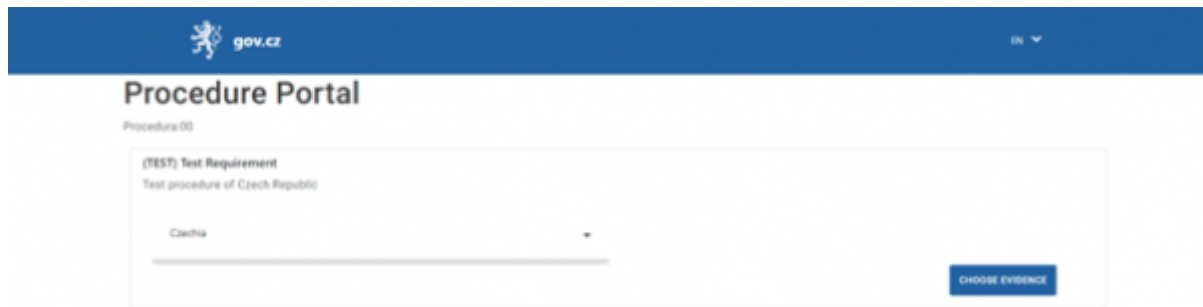 gov.cz
EN
Procedure Portal
Procedura:00
(TEST) Test Requirement
Test procedure of Czech Republic
Czechia
CHOOSE EVIDENCE